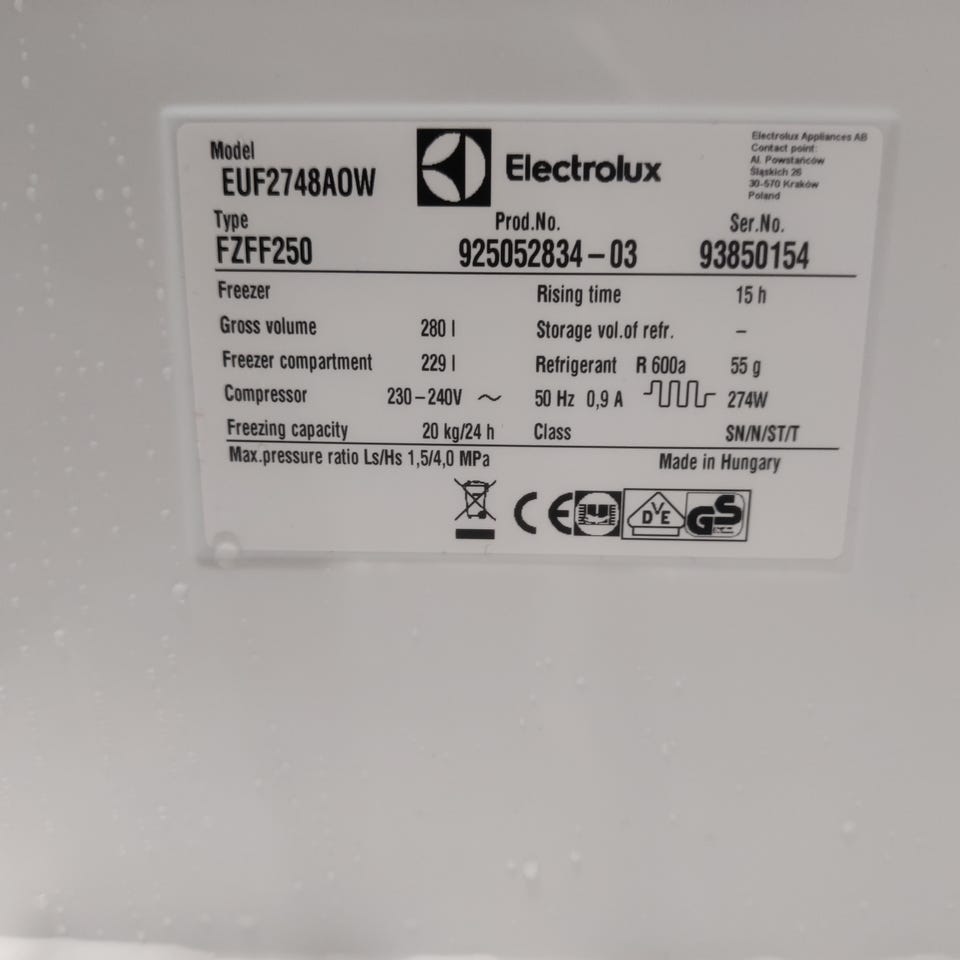 Model
EUF2748AOW
Electrolux
Electrolux Appliances AB
Contact point:
Al. Powstańców
Śląskich 26
30-570 Kraków
Poland
Type Prod.No. Ser.No.
FZFF250 925052834-03 93850154
Freezer Rising time 15 h
Gross volume 280 l Storage vol.of refr. –
Freezer compartment 229 l Refrigerant R 600a 55 g
Compressor 230-240V ~ 50 Hz 0,9 A 274W
Freezing capacity 20 kg/24 h Class SN/N/ST/T
Max.pressure ratio Ls/Hs 1,5/4,0 MPa Made in Hungary
CE DVE GS